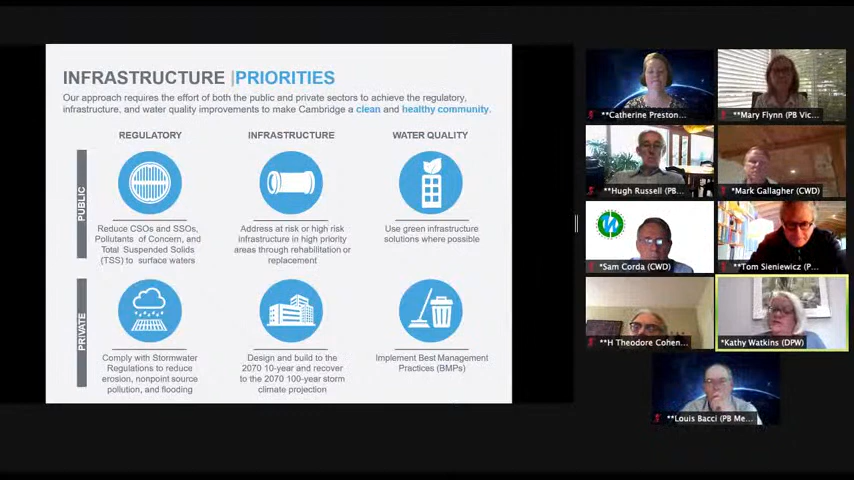 INFRASTRUCTURE |PRIORITIES
Our approach requires the effort of both the public and private sectors to achieve the regulatory,
infrastructure, and water quality improvements to make Cambridge a clean and healthy community.
REGULATORY
INFRASTRUCTURE
WATER QUALITY
PUBLIC
Reduce CSOs and SSOs,
Pollutants of Concern, and
Total Suspended Solids
(TSS) to surface waters
Address at risk or high risk
infrastructure in high priority
areas through rehabilitation or
replacement
Use green infrastructure
solutions where possible
PRIVATE
Comply with Stormwater
Regulations to reduce
erosion, nonpoint source
pollution, and flooding
Design and build to the
2070 10-year and recover
to the 2070 100-year storm
climate projection
Implement Best Management
Practices (BMPs)
*Catherine Preston...
**Mary Flynn (PB Vic...
**Hugh Russell (PB...
*Mark Gallagher (CWD)
*Sam Corda (CWD)
**Tom Sieniewicz (P...
**H Theodore Cohen...
*Kathy Watkins (DPW)
**Louis Bacci (PB Me...